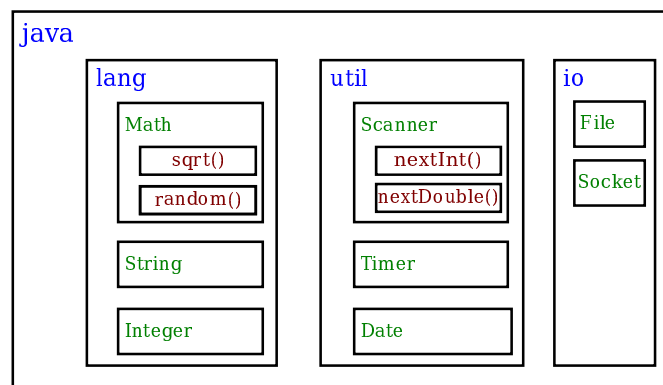 java
lang
Math
sqrt()
random()
String
Integer
util
Scanner
nextInt()
nextDouble()
Timer
Date
io
File
Socket